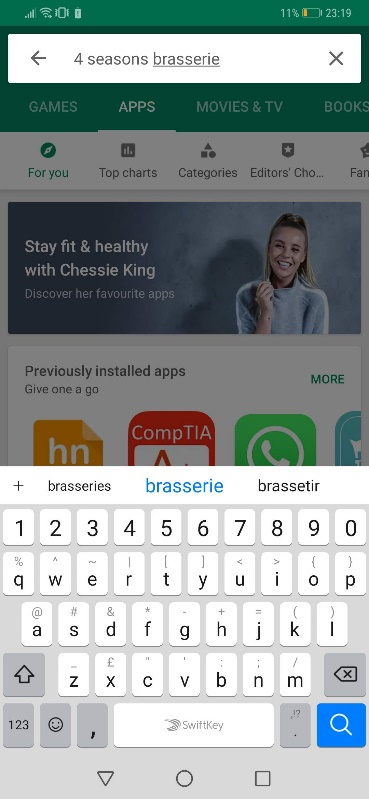 11% 23:19
4 seasons brasserie
GAMES APPS MOVIES & TV BOOKS
For you Top charts Categories Editors' Cho... Fan
Stay fit & healthy
with Chessie King
Discover her favourite apps
Previously installed apps
Give one a go
MORE
hn CompTIA A
+ brasseries brasserie brassetir
1 2 3 4 5 6 7 8 9 0
% ^ ~ | [ ] < > { }
q w e r t y u i o p
@ # & * - + = ( )
a s d f g h j k l
_ £ " ' : ; /
z x c v b n m
123 , SwiftKey ,!? .